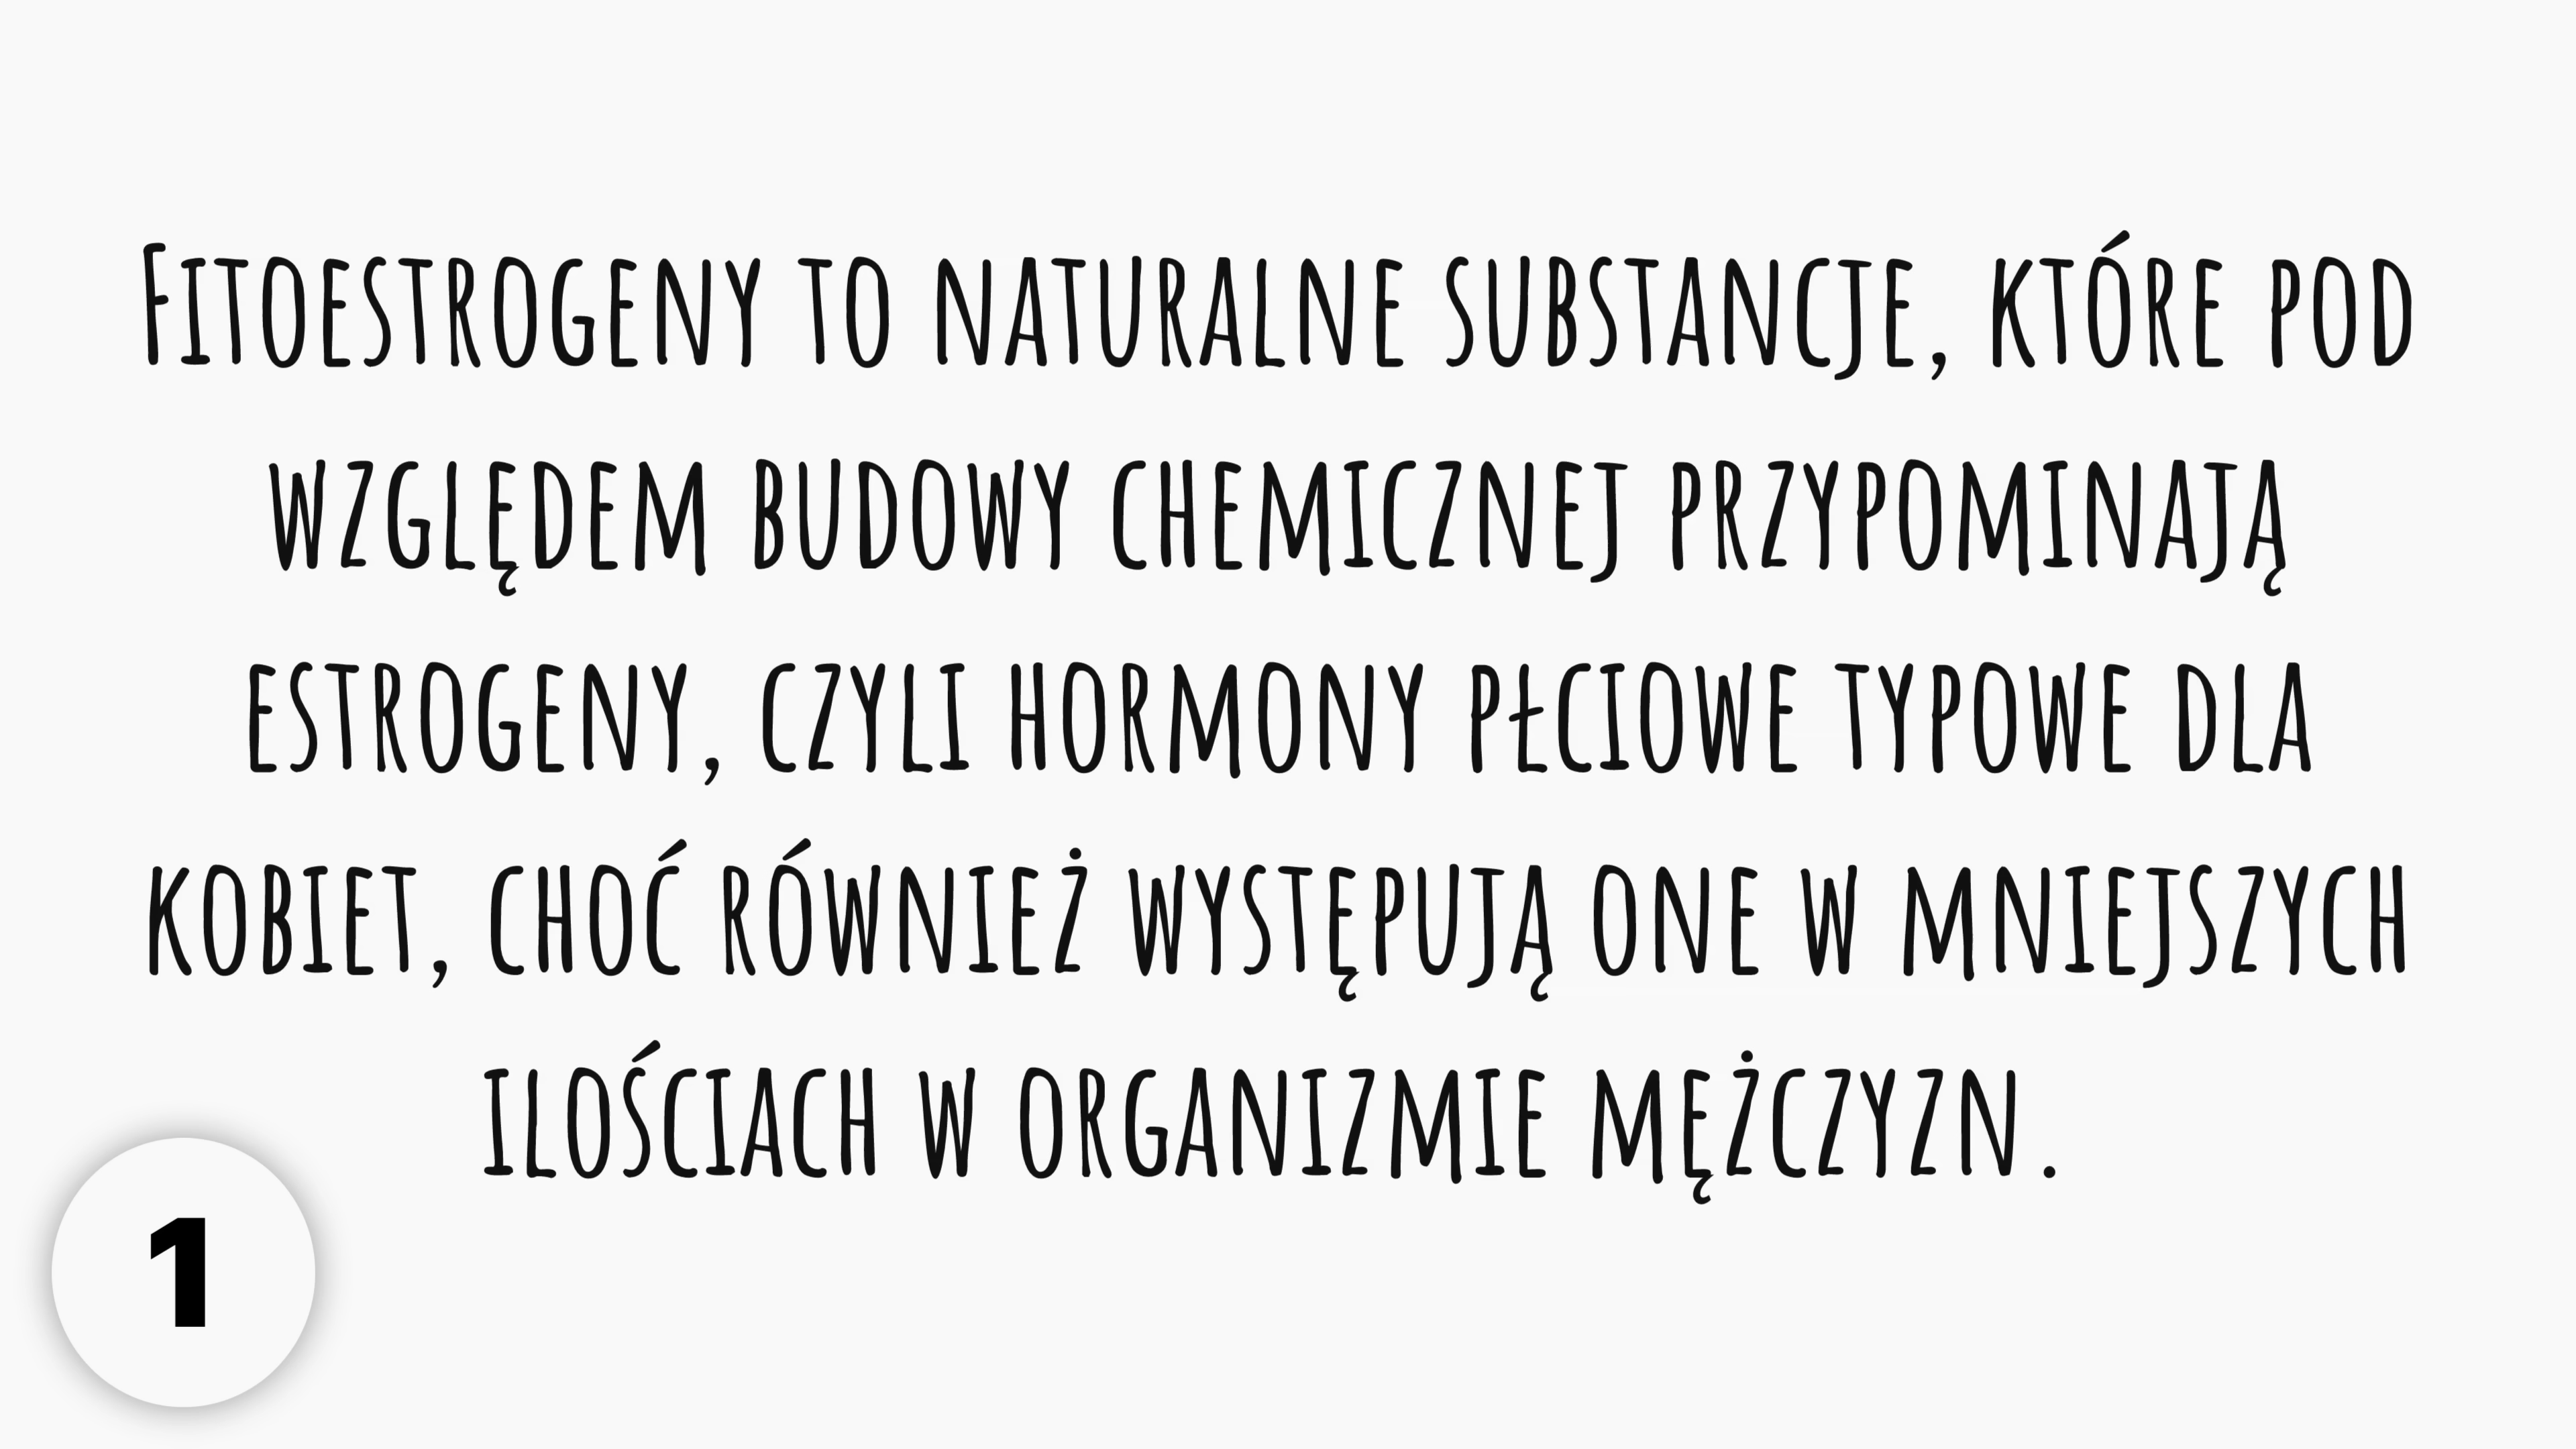 Fitoestrogeny to naturalne substancje, które pod
względem budowy chemicznej przypominają
estrogeny, czyli hormony płciowe typowe dla
kobiet, choć również występują one w mniejszych
ilościach w organizmie mężczyzn.
1